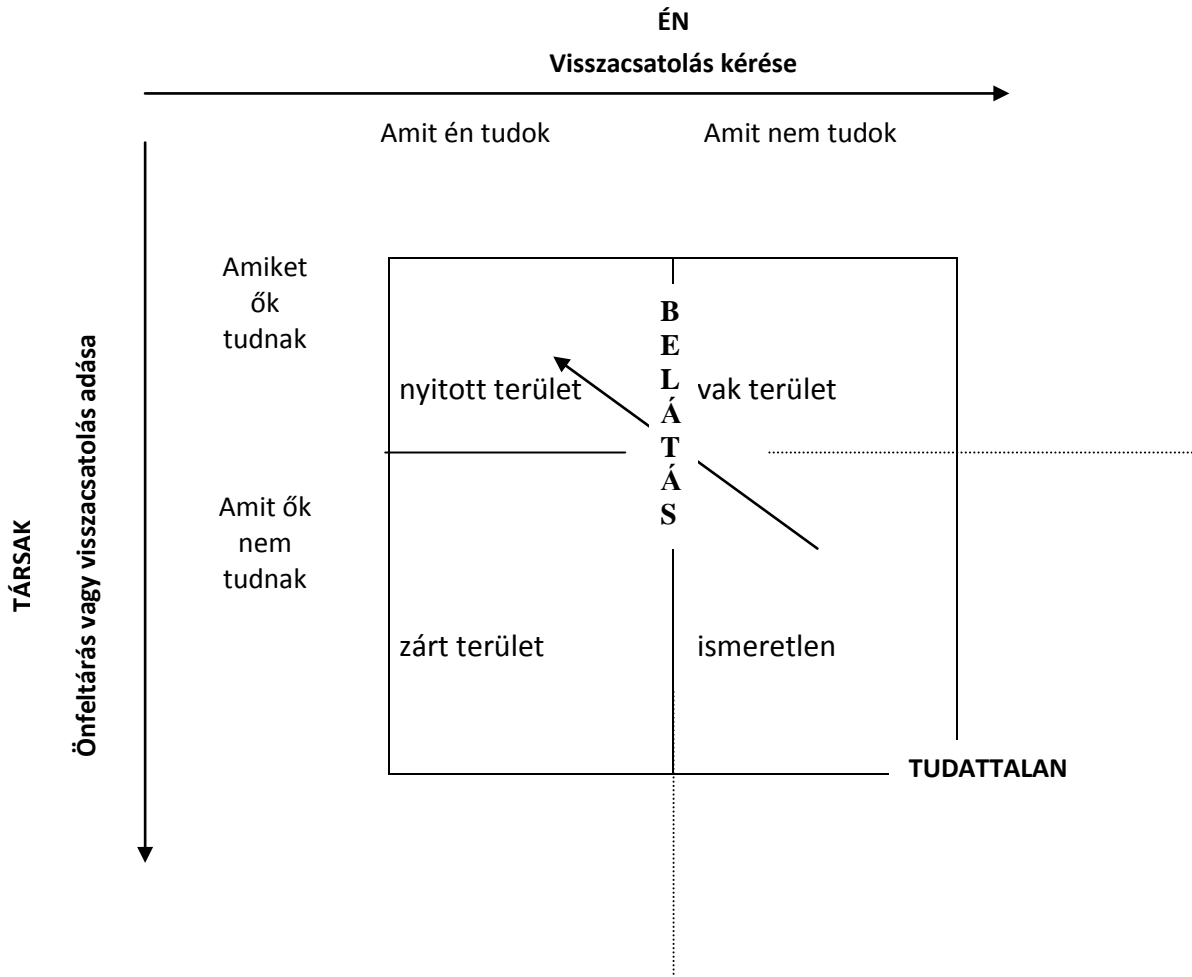 ÉN
Visszacsatolás kérése
Amit én tudok
Amit nem tudok
TÁRSAK
Önfeltárás vagy visszacsatolás adása
Amiket
ők
tudnak
nyitott terület
B
E
L
Á
T
Á
S
vak terület
Amit ők
nem
tudnak
zárt terület
ismeretlen
TUDATTALAN